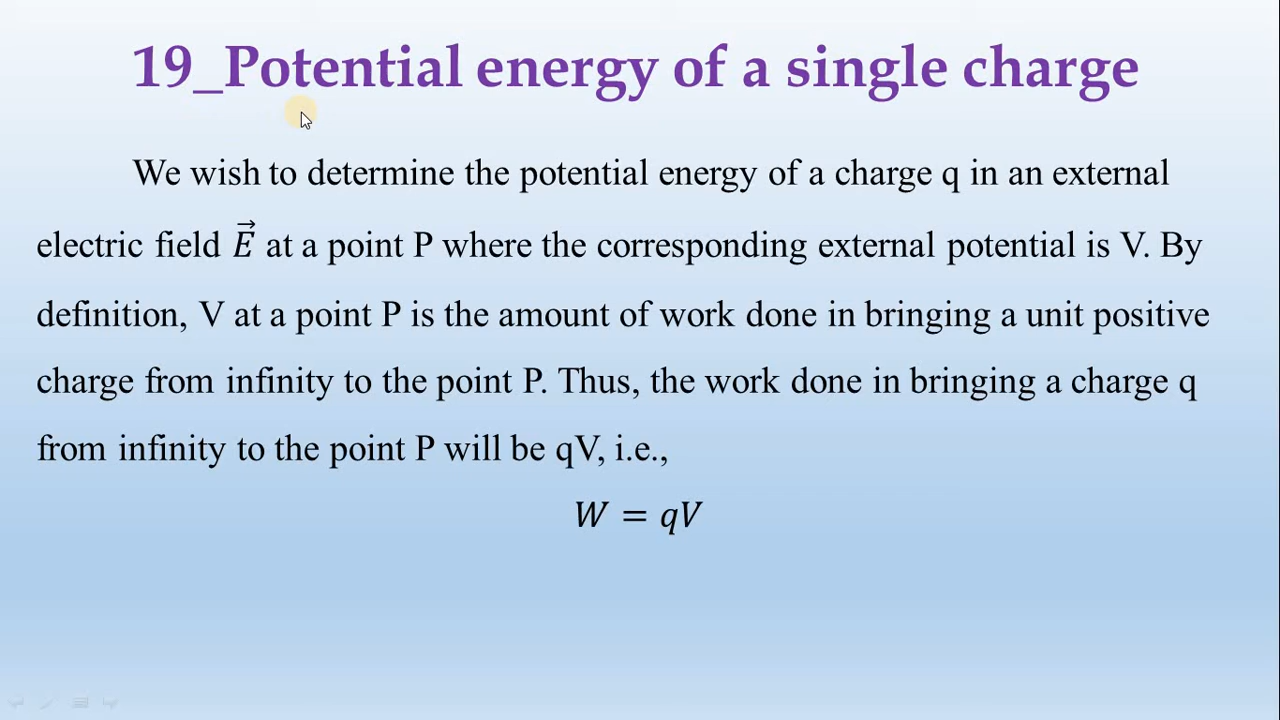 19_Potential energy of a single charge
We wish to determine the potential energy of a charge q in an external
electric field $\vec{E}$ at a point P where the corresponding external potential is V. By
definition, V at a point P is the amount of work done in bringing a unit positive
charge from infinity to the point P. Thus, the work done in bringing a charge q
from infinity to the point P will be qV, i.e.,
W = qV